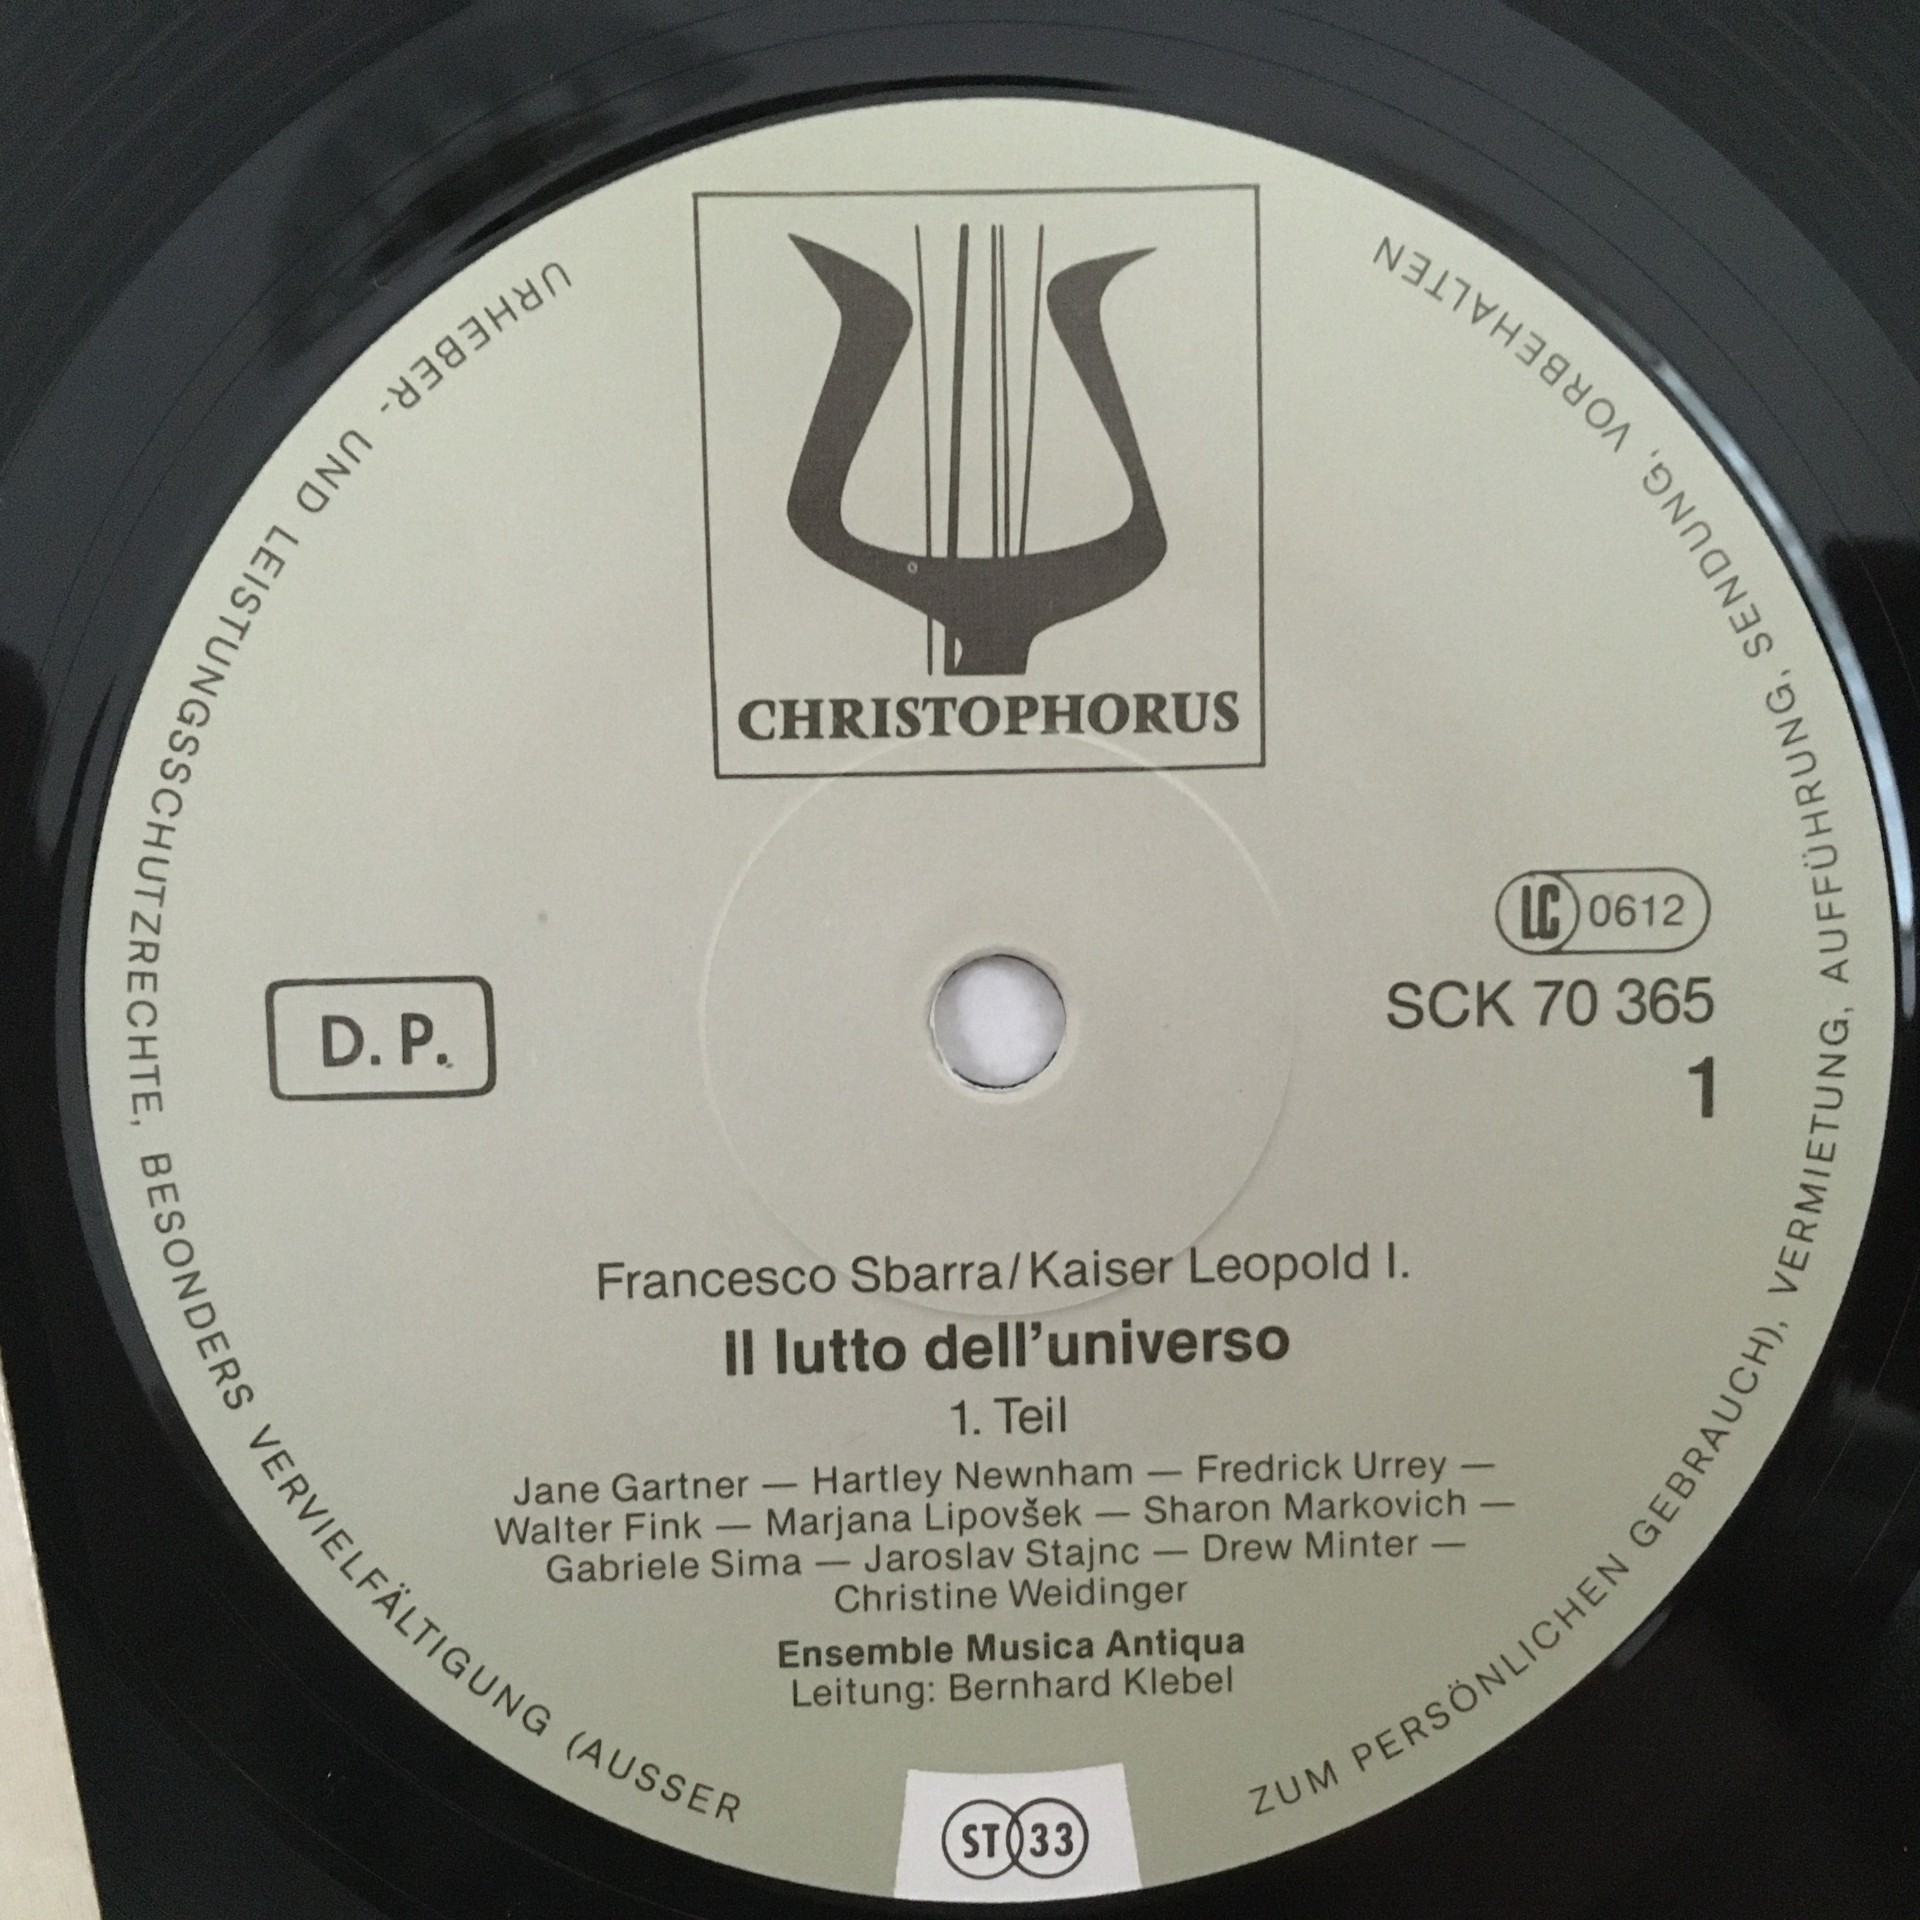 CHRISTOPHORUS
LC 0612
SCK 70 365
1
D. P.
Francesco Sbarra/Kaiser Leopold I.
Il lutto dell'universo
1. Teil
Jane Gartner — Hartley Newnham — Fredrick Urrey —
Walter Fink — Marjana Lipovšek — Sharon Markovich —
Gabriele Sima — Jaroslav Stajnc — Drew Minter —
Christine Weidinger
Ensemble Musica Antiqua
Leitung: Bernhard Klebel
ST 33
URHEBER- UND LEISTUNGSSCHUTZRECHTE, BESONDERS VERVIELFÄLTIGUNG (AUSSER ZUM PERSÖNLICHEN GEBRAUCH), VERMIETUNG, AUFFÜHRUNG, SENDUNG, VORBEHALTEN